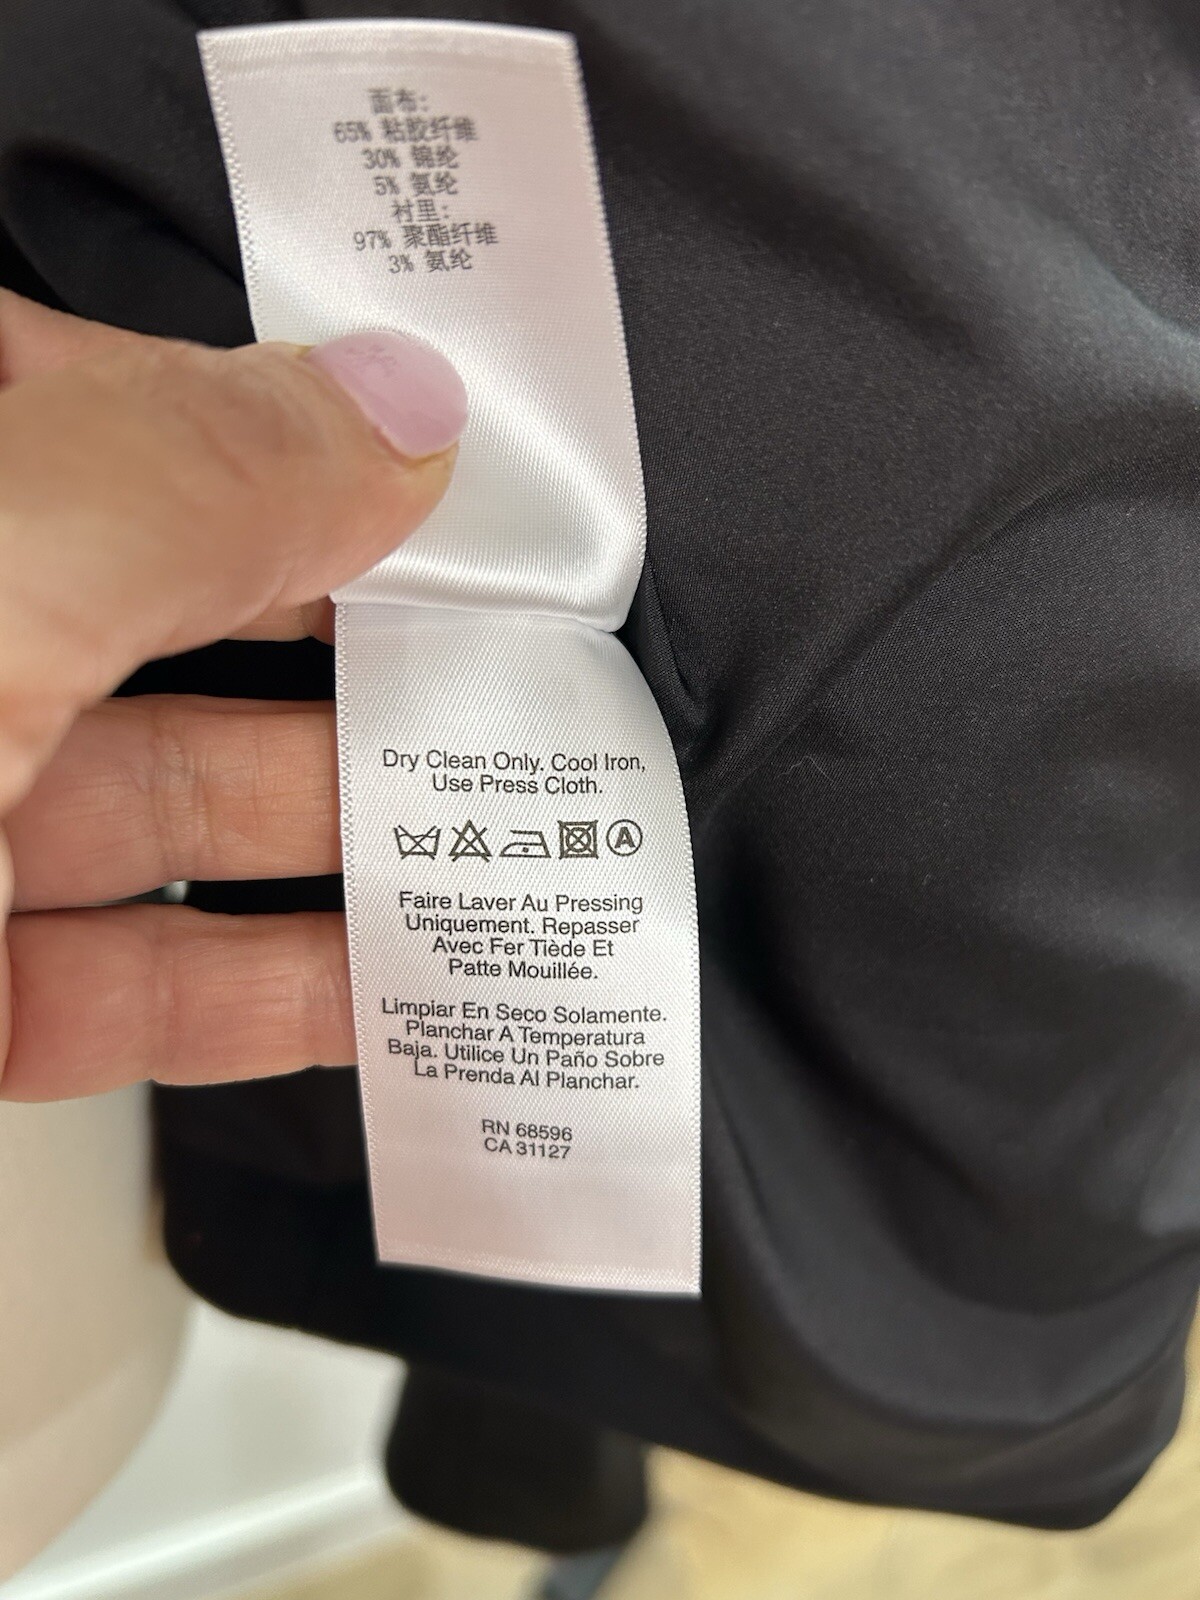 面布:
65% 粘胶纤维
30% 锦纶
5% 氨纶
衬里:
97% 聚酯纤维
3% 氨纶
Dry Clean Only. Cool Iron,
Use Press Cloth.
A
Faire Laver Au Pressing
Uniquement. Repasser
Avec Fer Tiède Et
Patte Mouillée.
Limpiar En Seco Solamente.
Planchar A Temperatura
Baja. Utilice Un Paño Sobre
La Prenda Al Planchar.
RN 68596
CA 31127